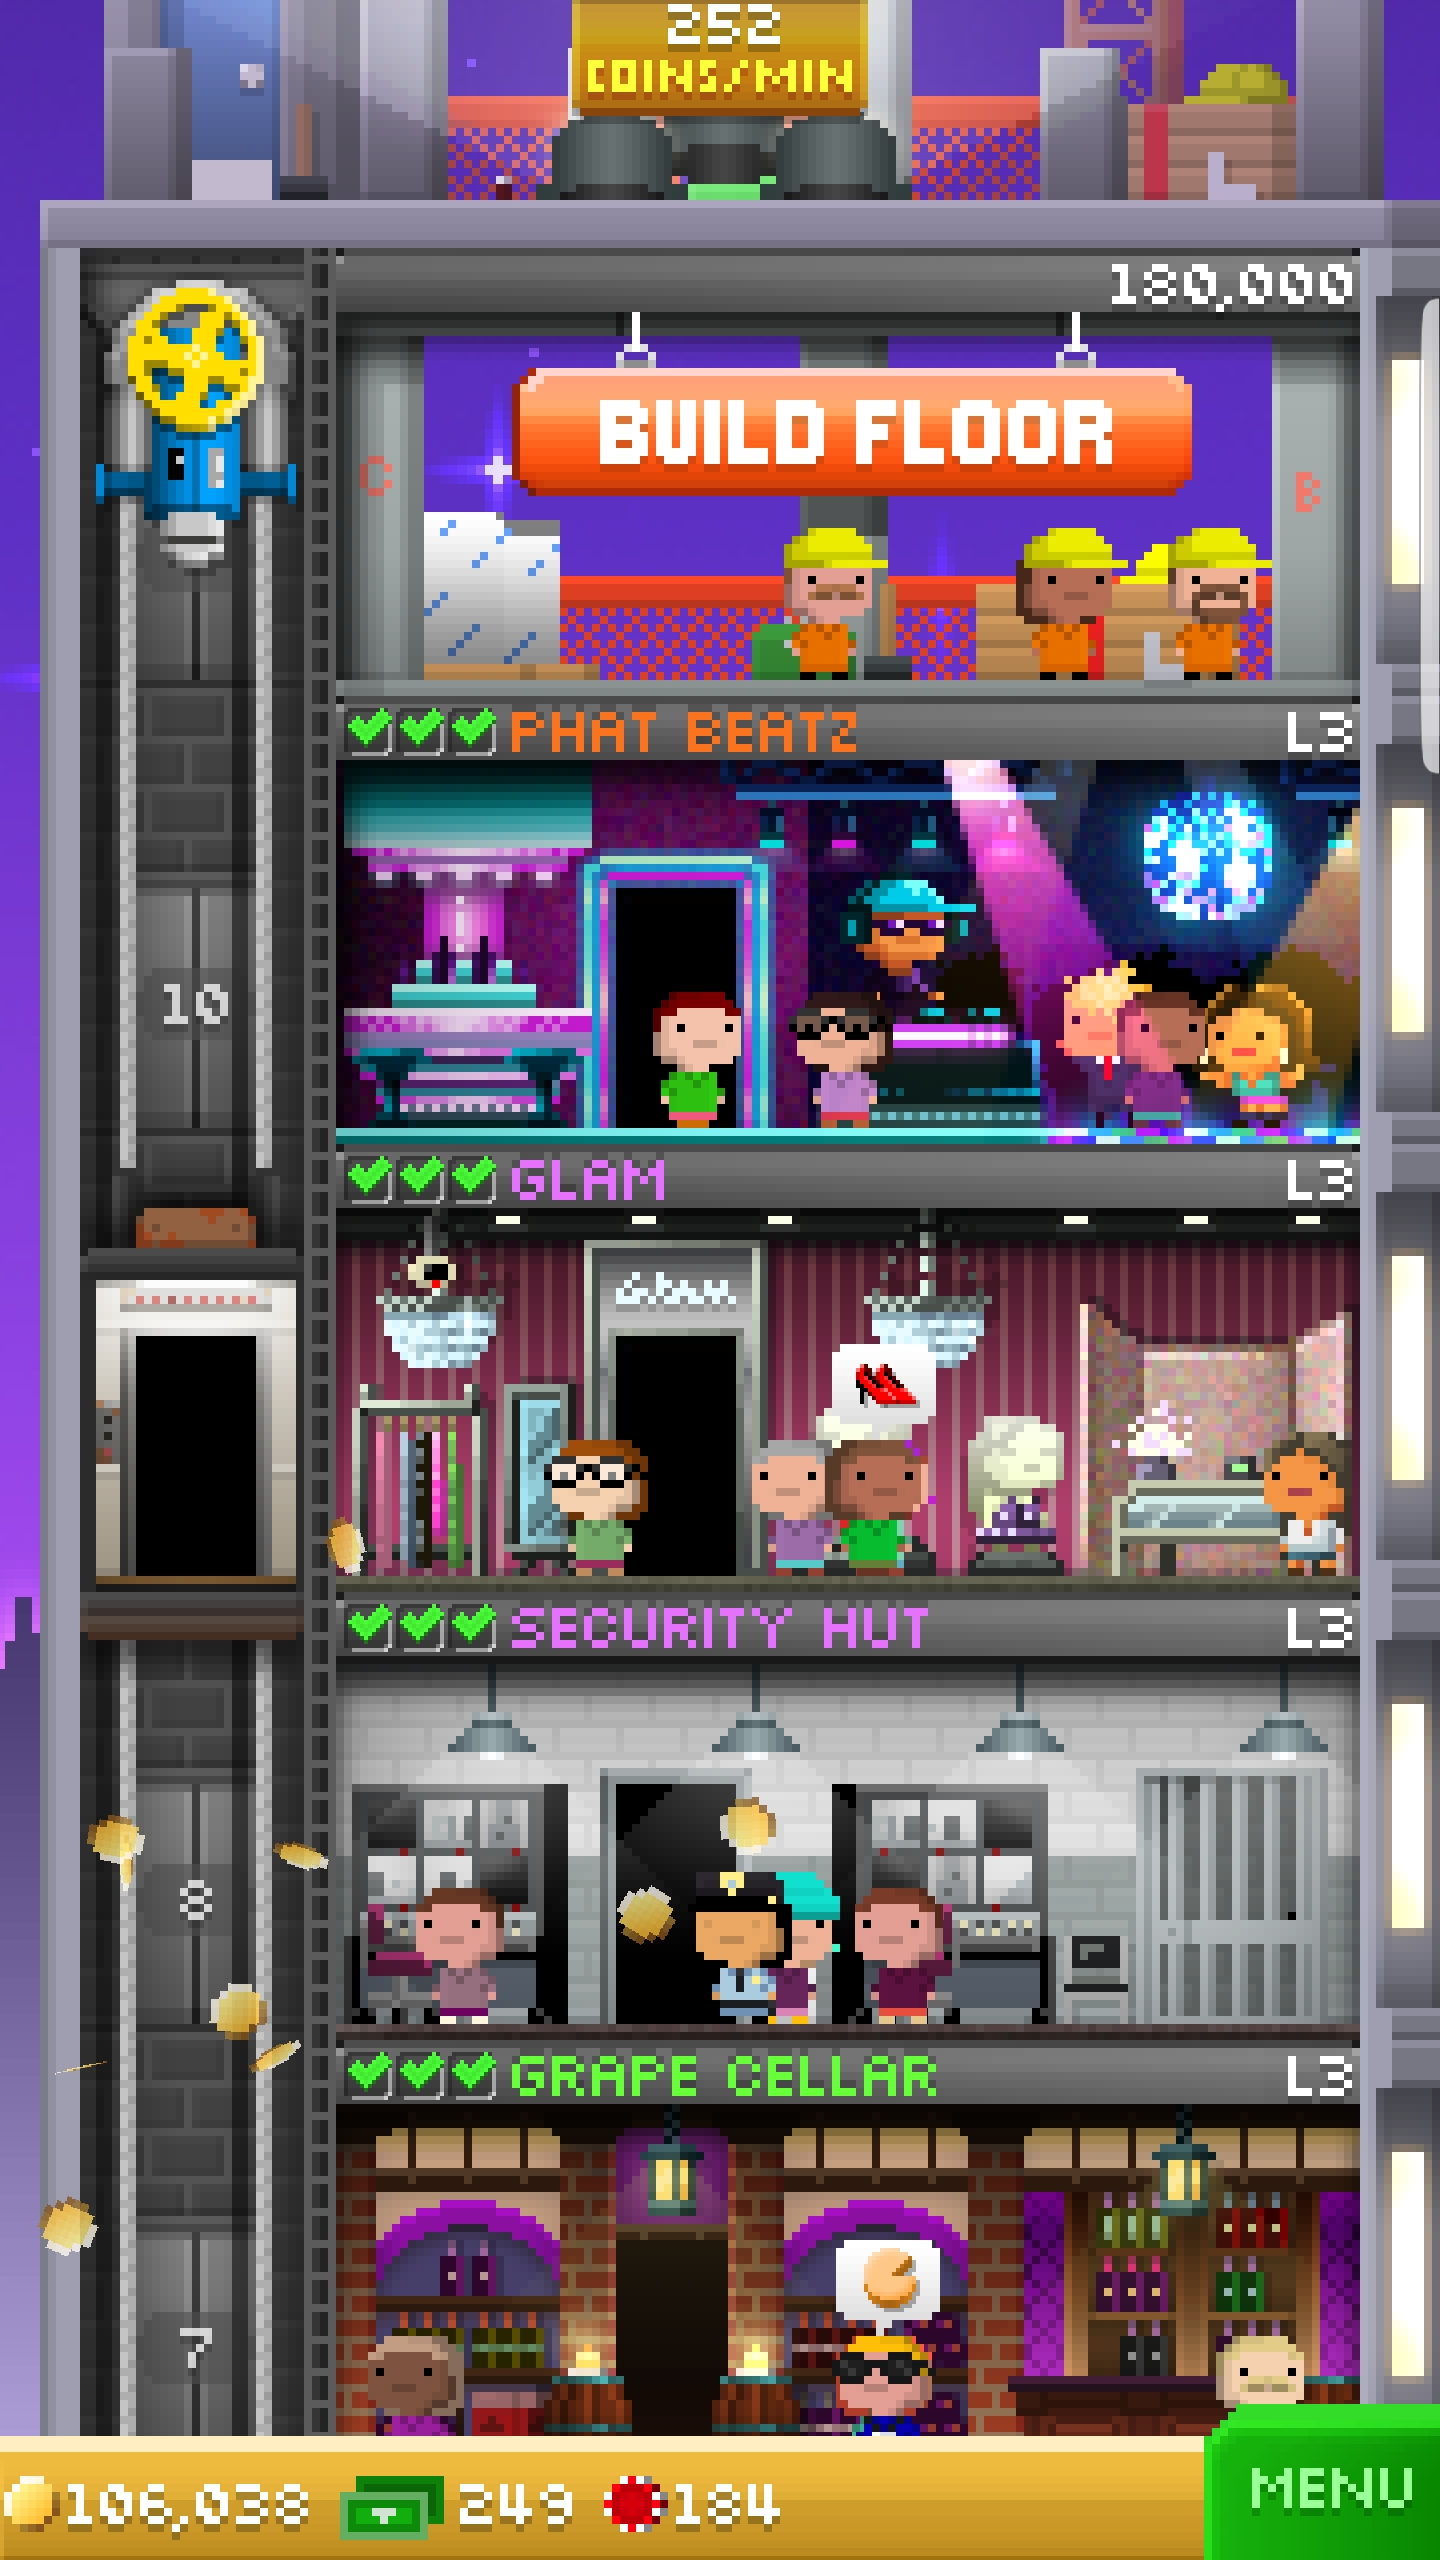 252
COINS/MIN
180,000
BUILD FLOOR
C
B
PHAT BEATZ L3
10
GLAM L3
Glam
SECURITY HUT L3
8
GRAPE CELLAR L3
7
106,038 249 184
MENU